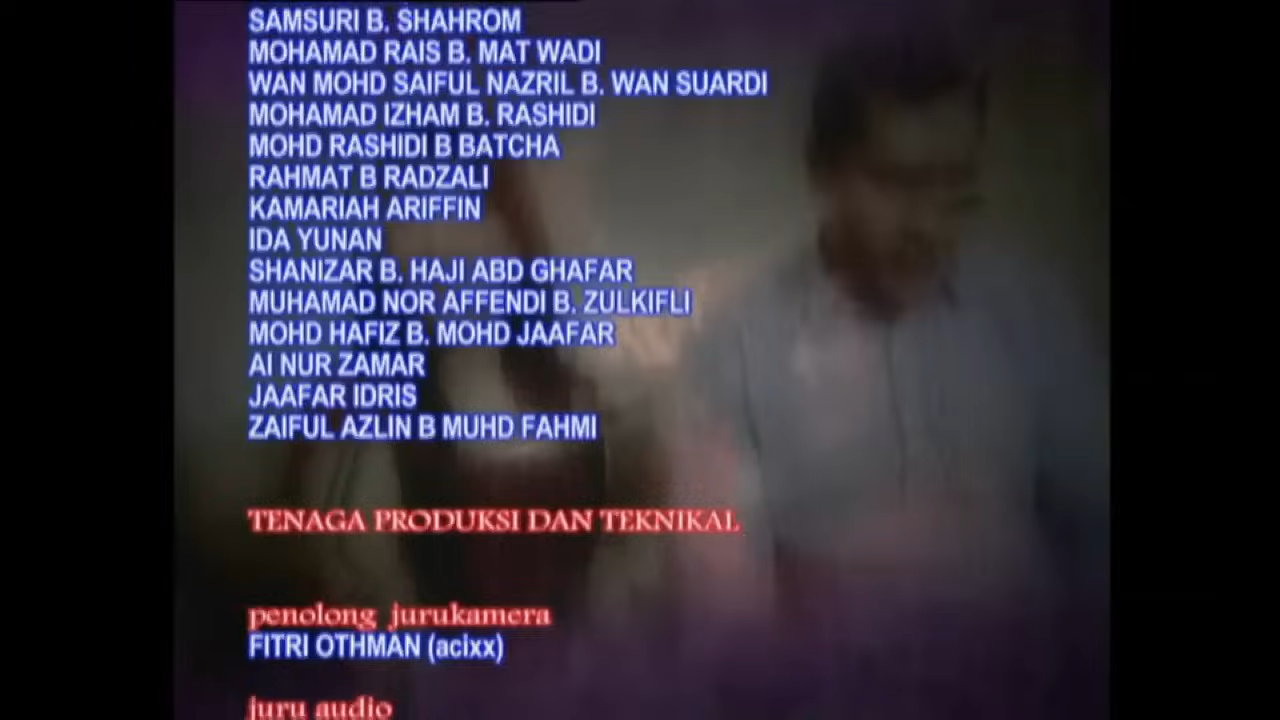 SAMSURI B. SHAHROM
MOHAMAD RAIS B. MAT WADI
WAN MOHD SAIFUL NAZRIL B. WAN SUARDI
MOHAMAD IZHAM B. RASHIDI
MOHD RASHIDI B BATCHA
RAHMAT B RADZALI
KAMARIAH ARIFFIN
IDA YUNAN
SHANIZAR B. HAJI ABD GHAFAR
MUHAMAD NOR AFFENDI B. ZULKIFLI
MOHD HAFIZ B. MOHD JAAFAR
AI NUR ZAMAR
JAAFAR IDRIS
ZAIFUL AZLIN B MUHD FAHMI
TENAGA PRODUKSI DAN TEKNIKAL
penolong jurukamera
FITRI OTHMAN (acixx)
juru audio